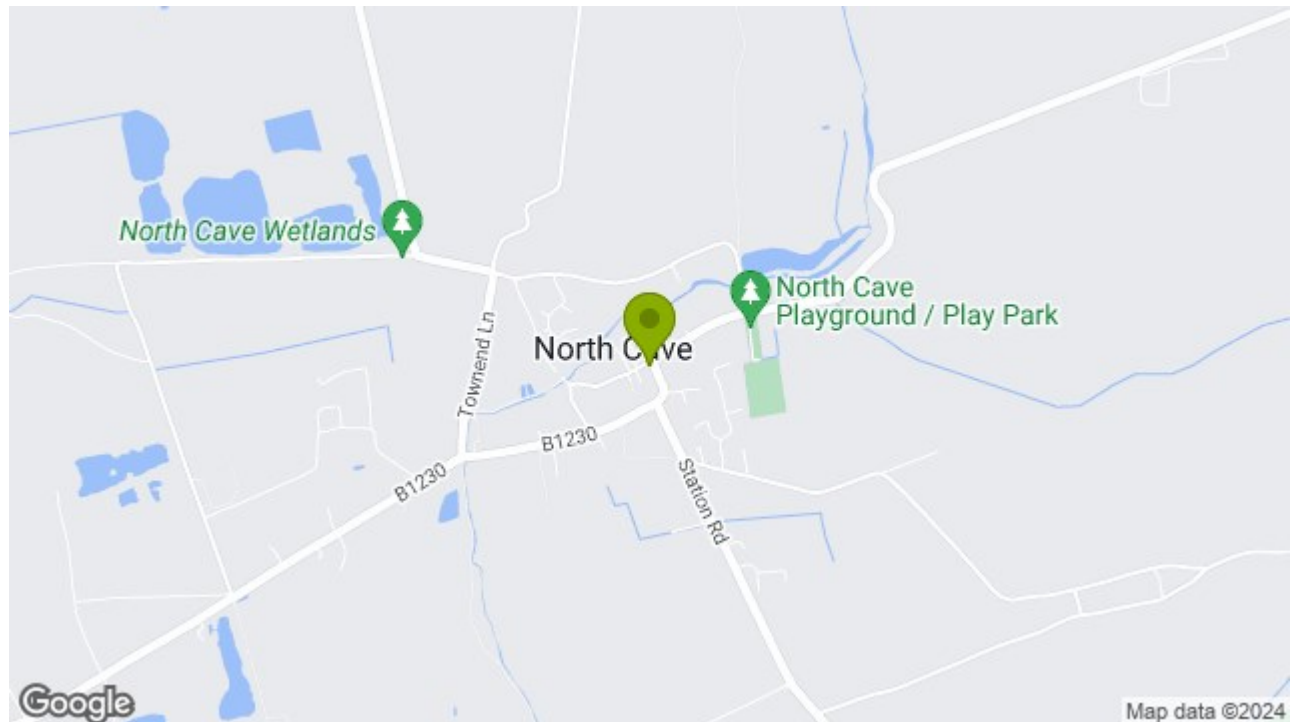 North Cave Wetlands
North Cave
Playground / Play Park
North Cave
Townend Ln
B1230
B1230
Station Rd
Google
Map data ©2024